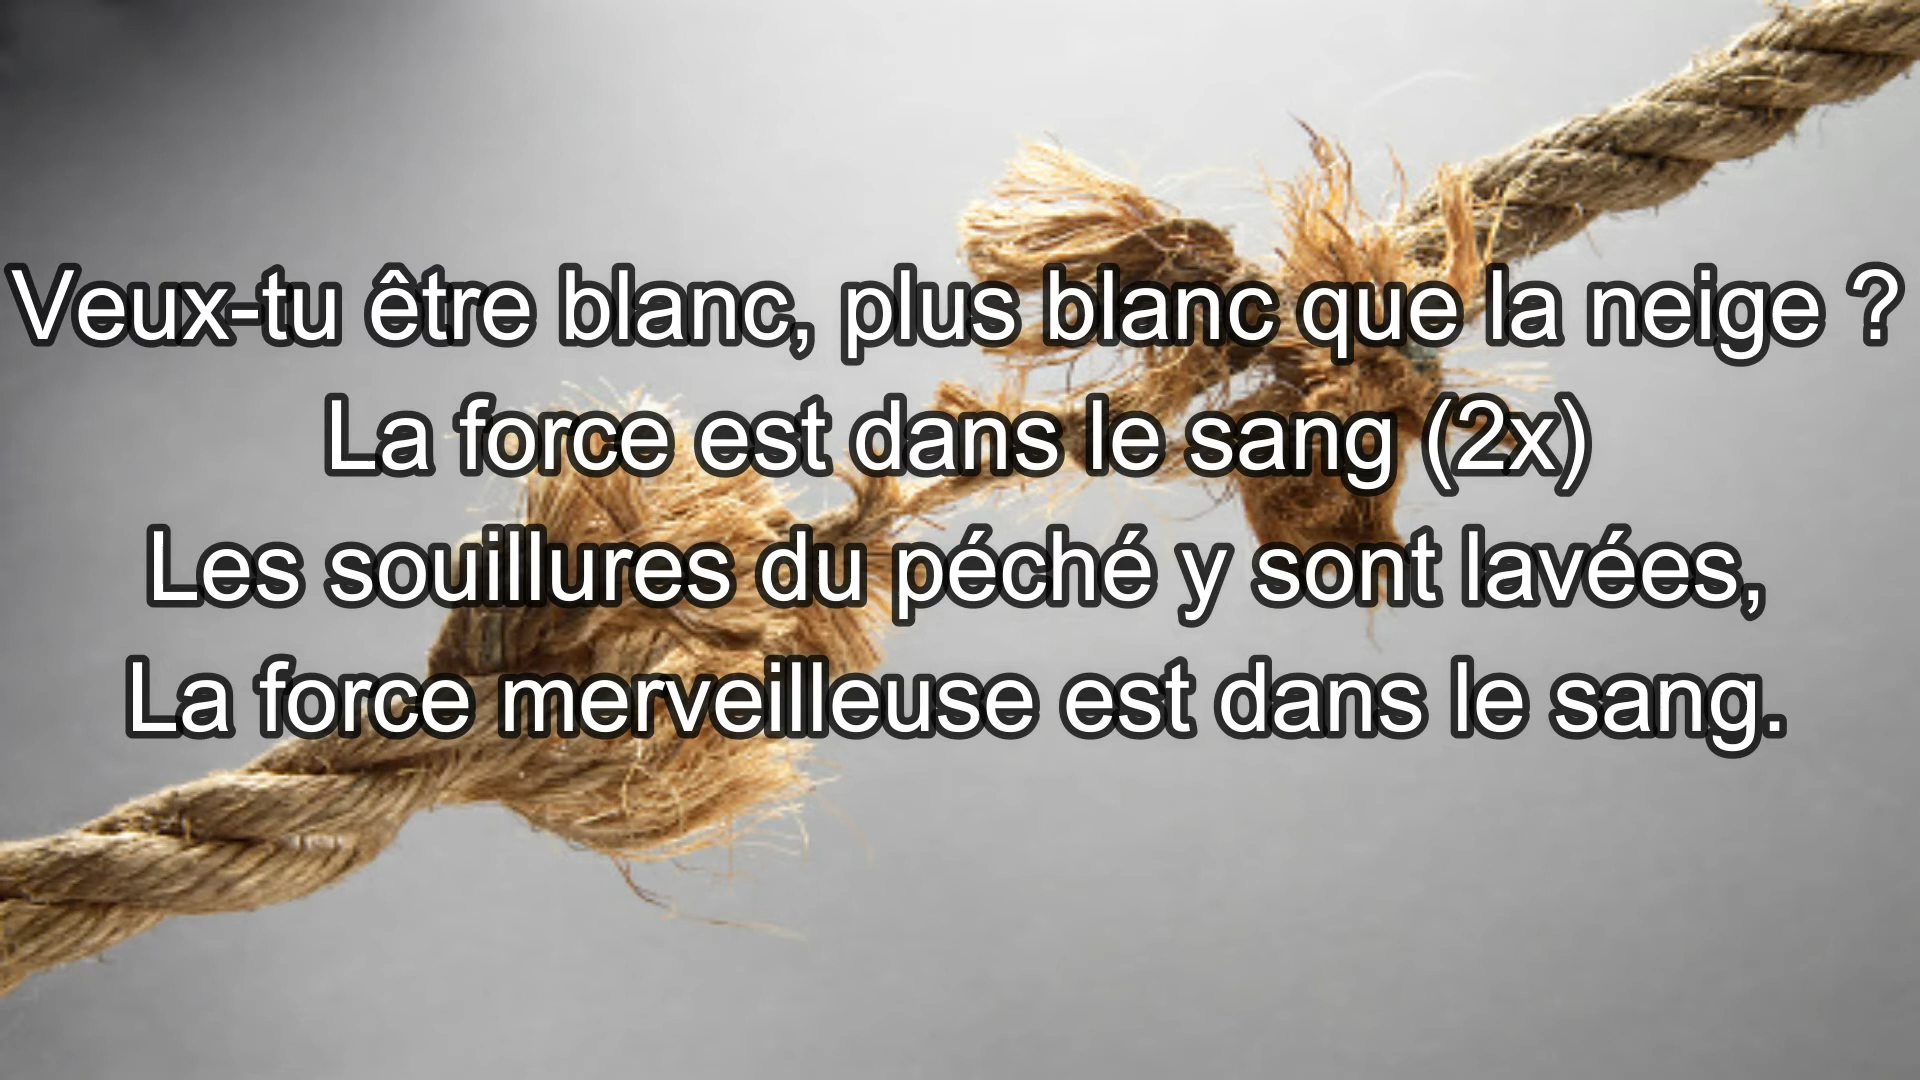 Veux-tu être blanc, plus blanc que la neige ?
La force est dans le sang (2x)
Les souillures du péché y sont lavées,
La force merveilleuse est dans le sang.